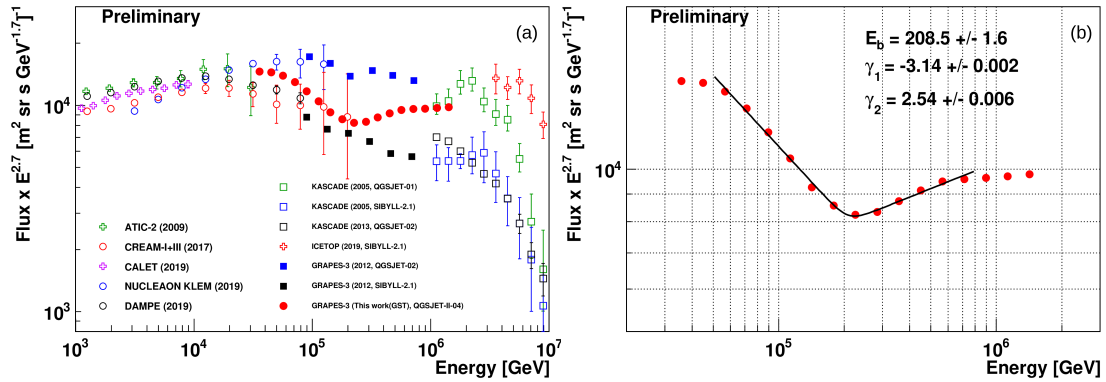 Preliminary
(a)
Flux x E^2.7 [m² sr s GeV^-1.7]^-1
10^4
10^3
KASCADE (2005, QGSJET-01)
KASCADE (2005, SIBYLL-2.1)
KASCADE (2013, QGSJET-02)
ICETOP (2019, SIBYLL-2.1)
GRAPES-3 (2012, QGSJET-02)
GRAPES-3 (2012, SIBYLL-2.1)
GRAPES-3 (This work(GST), QGSJET-II-04)
ATIC-2 (2009)
CREAM-I+III (2017)
CALET (2019)
NUCLEAON KLEM (2019)
DAMPE (2019)
10^3 10^4 10^5 10^6 10^7
Energy [GeV]
Preliminary
(b)
Flux x E^2.7 [m² sr s GeV^-1.7]^-1
E_b = 208.5 +/- 1.6
γ_1 = -3.14 +/- 0.002
γ_2 = 2.54 +/- 0.006
10^4
10^5 10^6
Energy [GeV]